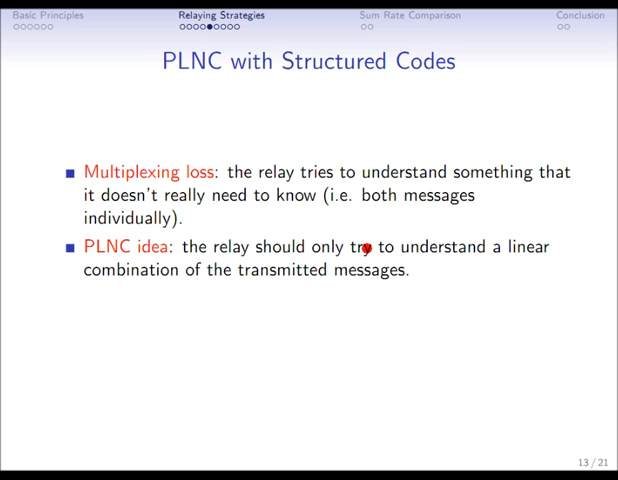 Basic Principles Relaying Strategies Sum Rate Comparison Conclusion
PLNC with Structured Codes
Multiplexing loss: the relay tries to understand something that
it doesn't really need to know (i.e. both messages
individually).
PLNC idea: the relay should only try to understand a linear
combination of the transmitted messages.
13 / 21